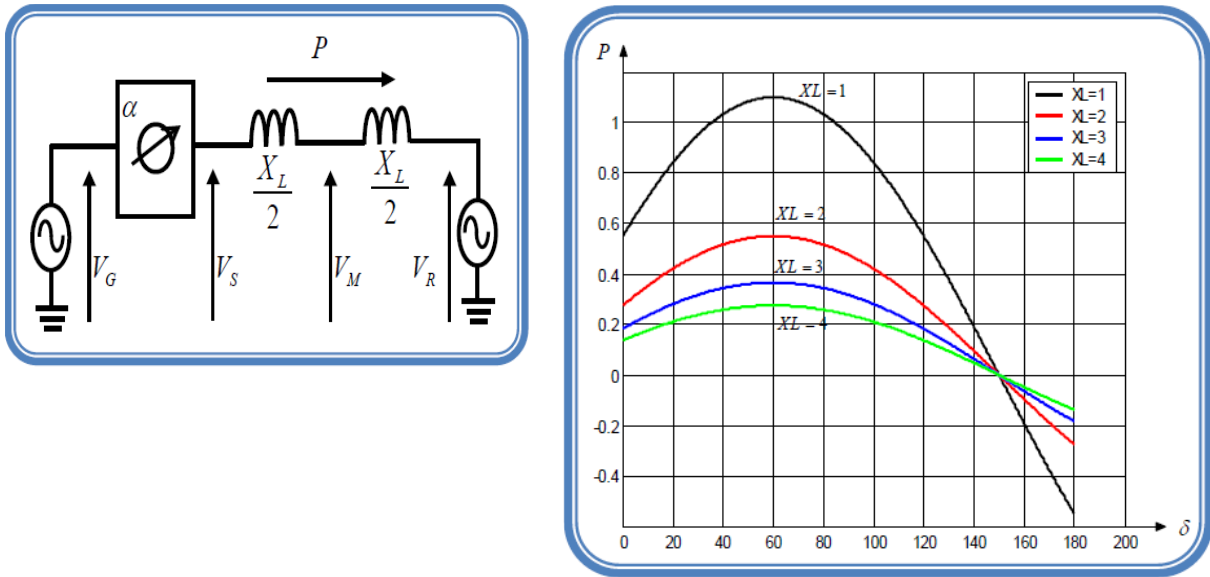 P
α
X_L
2
X_L
2
V_G
V_S
V_M
V_R
P
XL = 1
XL=1
XL=2
XL=3
XL=4
1
0.8
0.6
XL = 2
0.4
XL = 3
0.2
XL = 4
0
-0.2
-0.4
δ
0 20 40 60 80 100 120 140 160 180 200